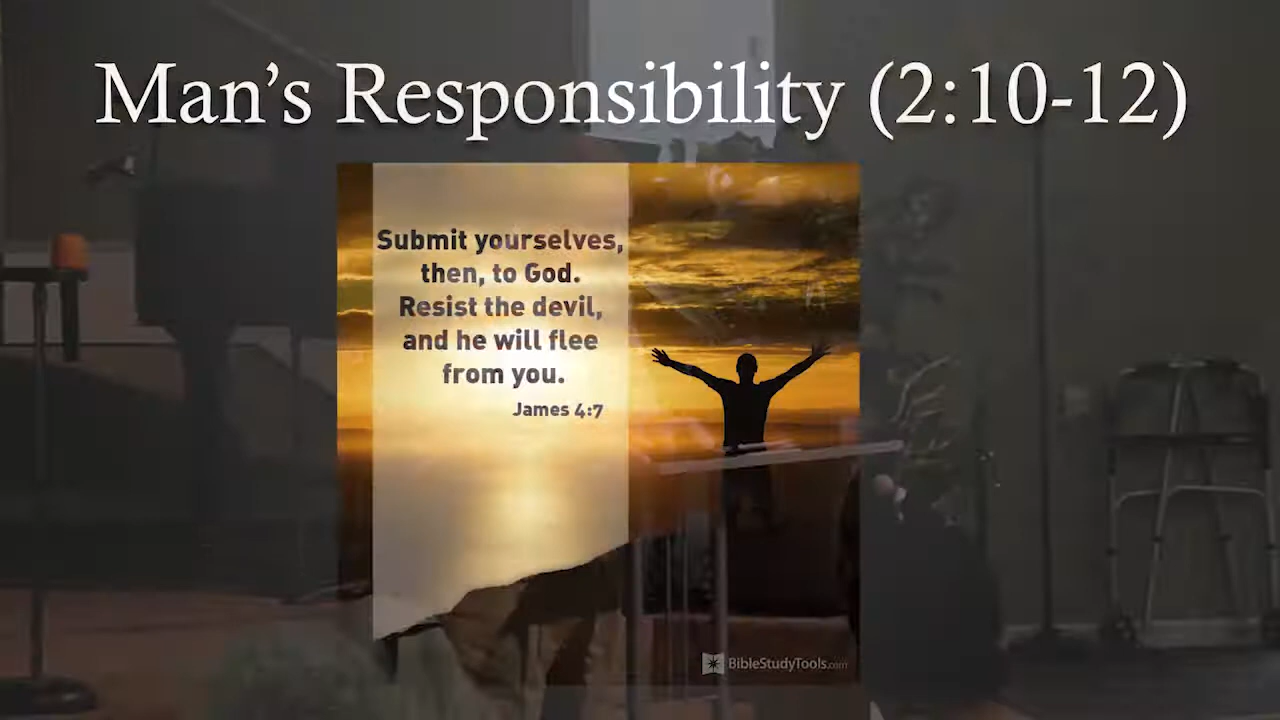 Man’s Responsibility (2:10-12)
Submit yourselves,
then, to God.
Resist the devil,
and he will flee
from you.
James 4:7
BibleStudyTools.com